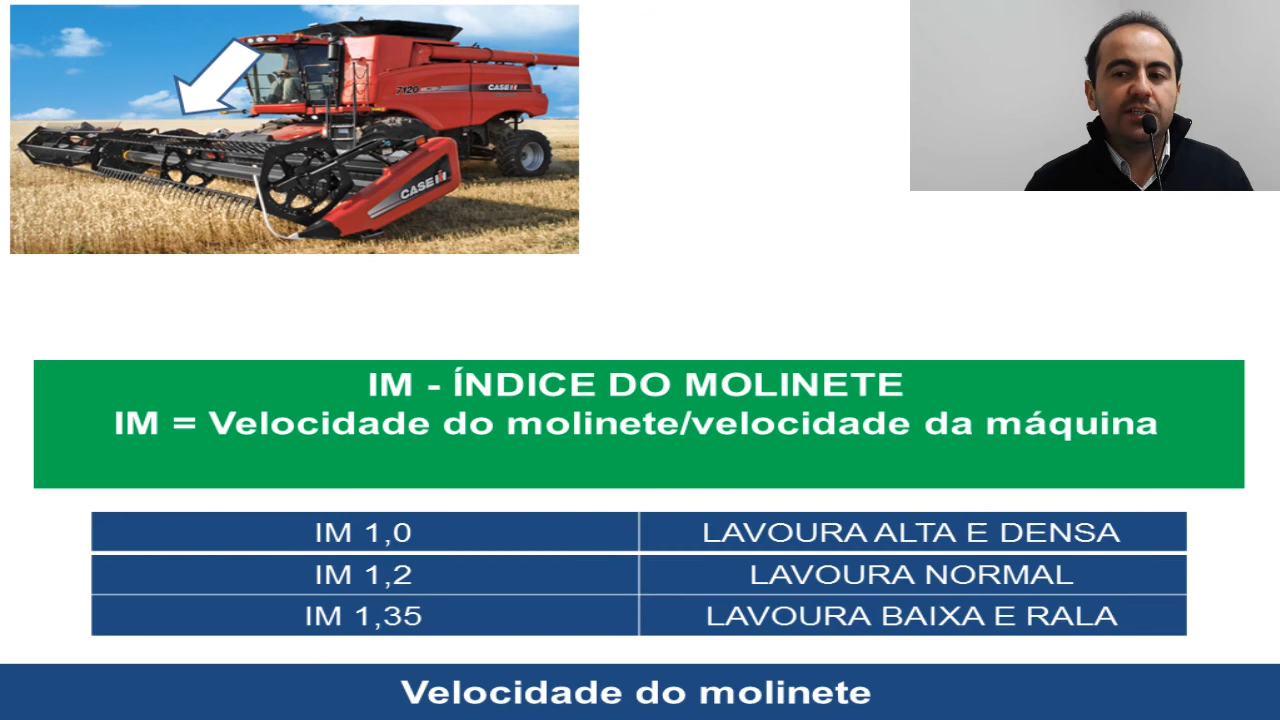 7120
CASE IH
CASE IH
IM - ÍNDICE DO MOLINETE
IM = Velocidade do molinete/velocidade da máquina
IM 1,0 LAVOURA ALTA E DENSA
IM 1,2 LAVOURA NORMAL
IM 1,35 LAVOURA BAIXA E RALA
Velocidade do molinete